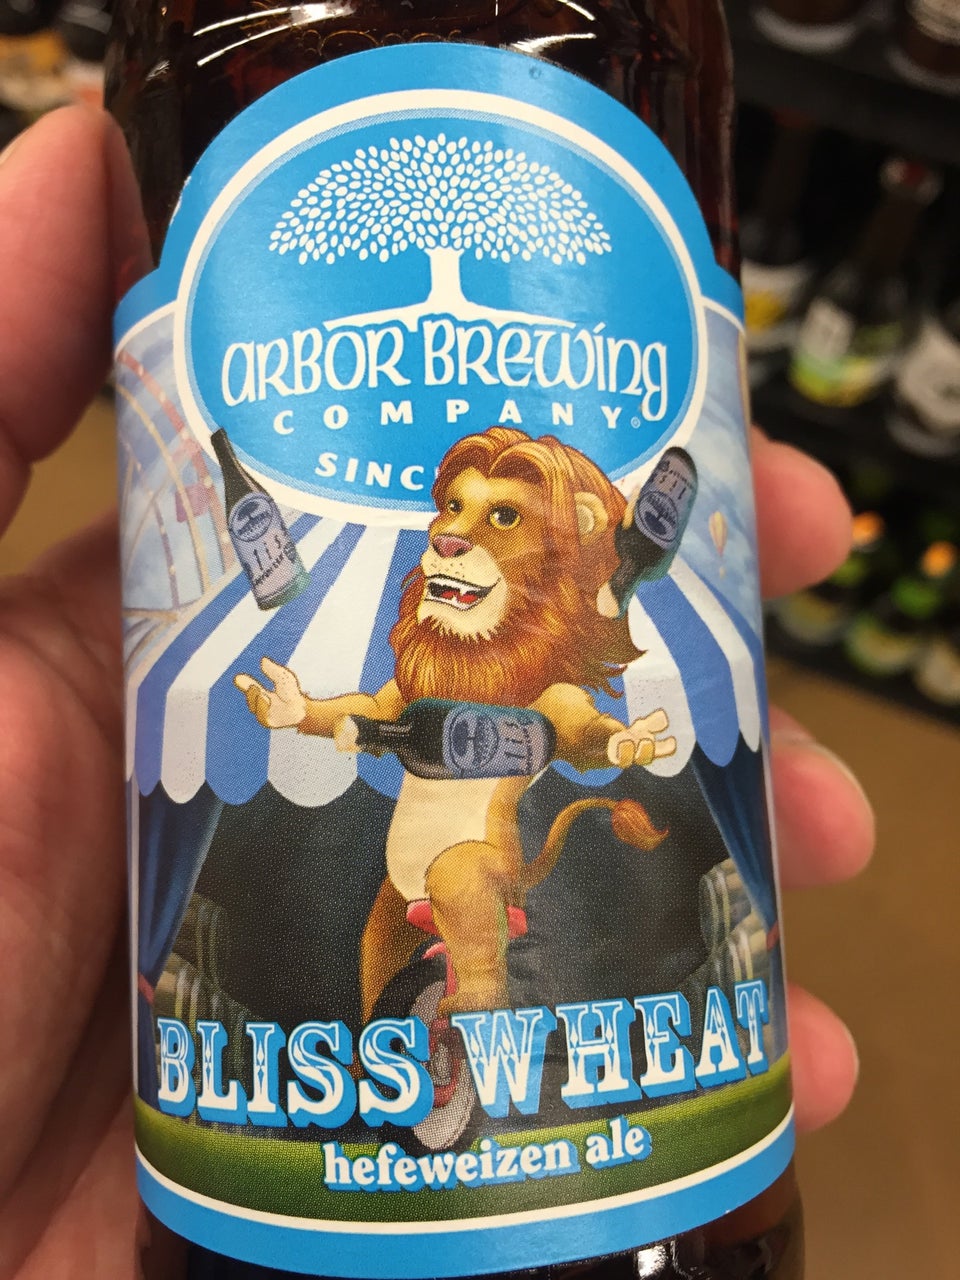 ARBOR BREWING
COMPANY®
SINC
BLISS WHEAT
hefeweizen ale